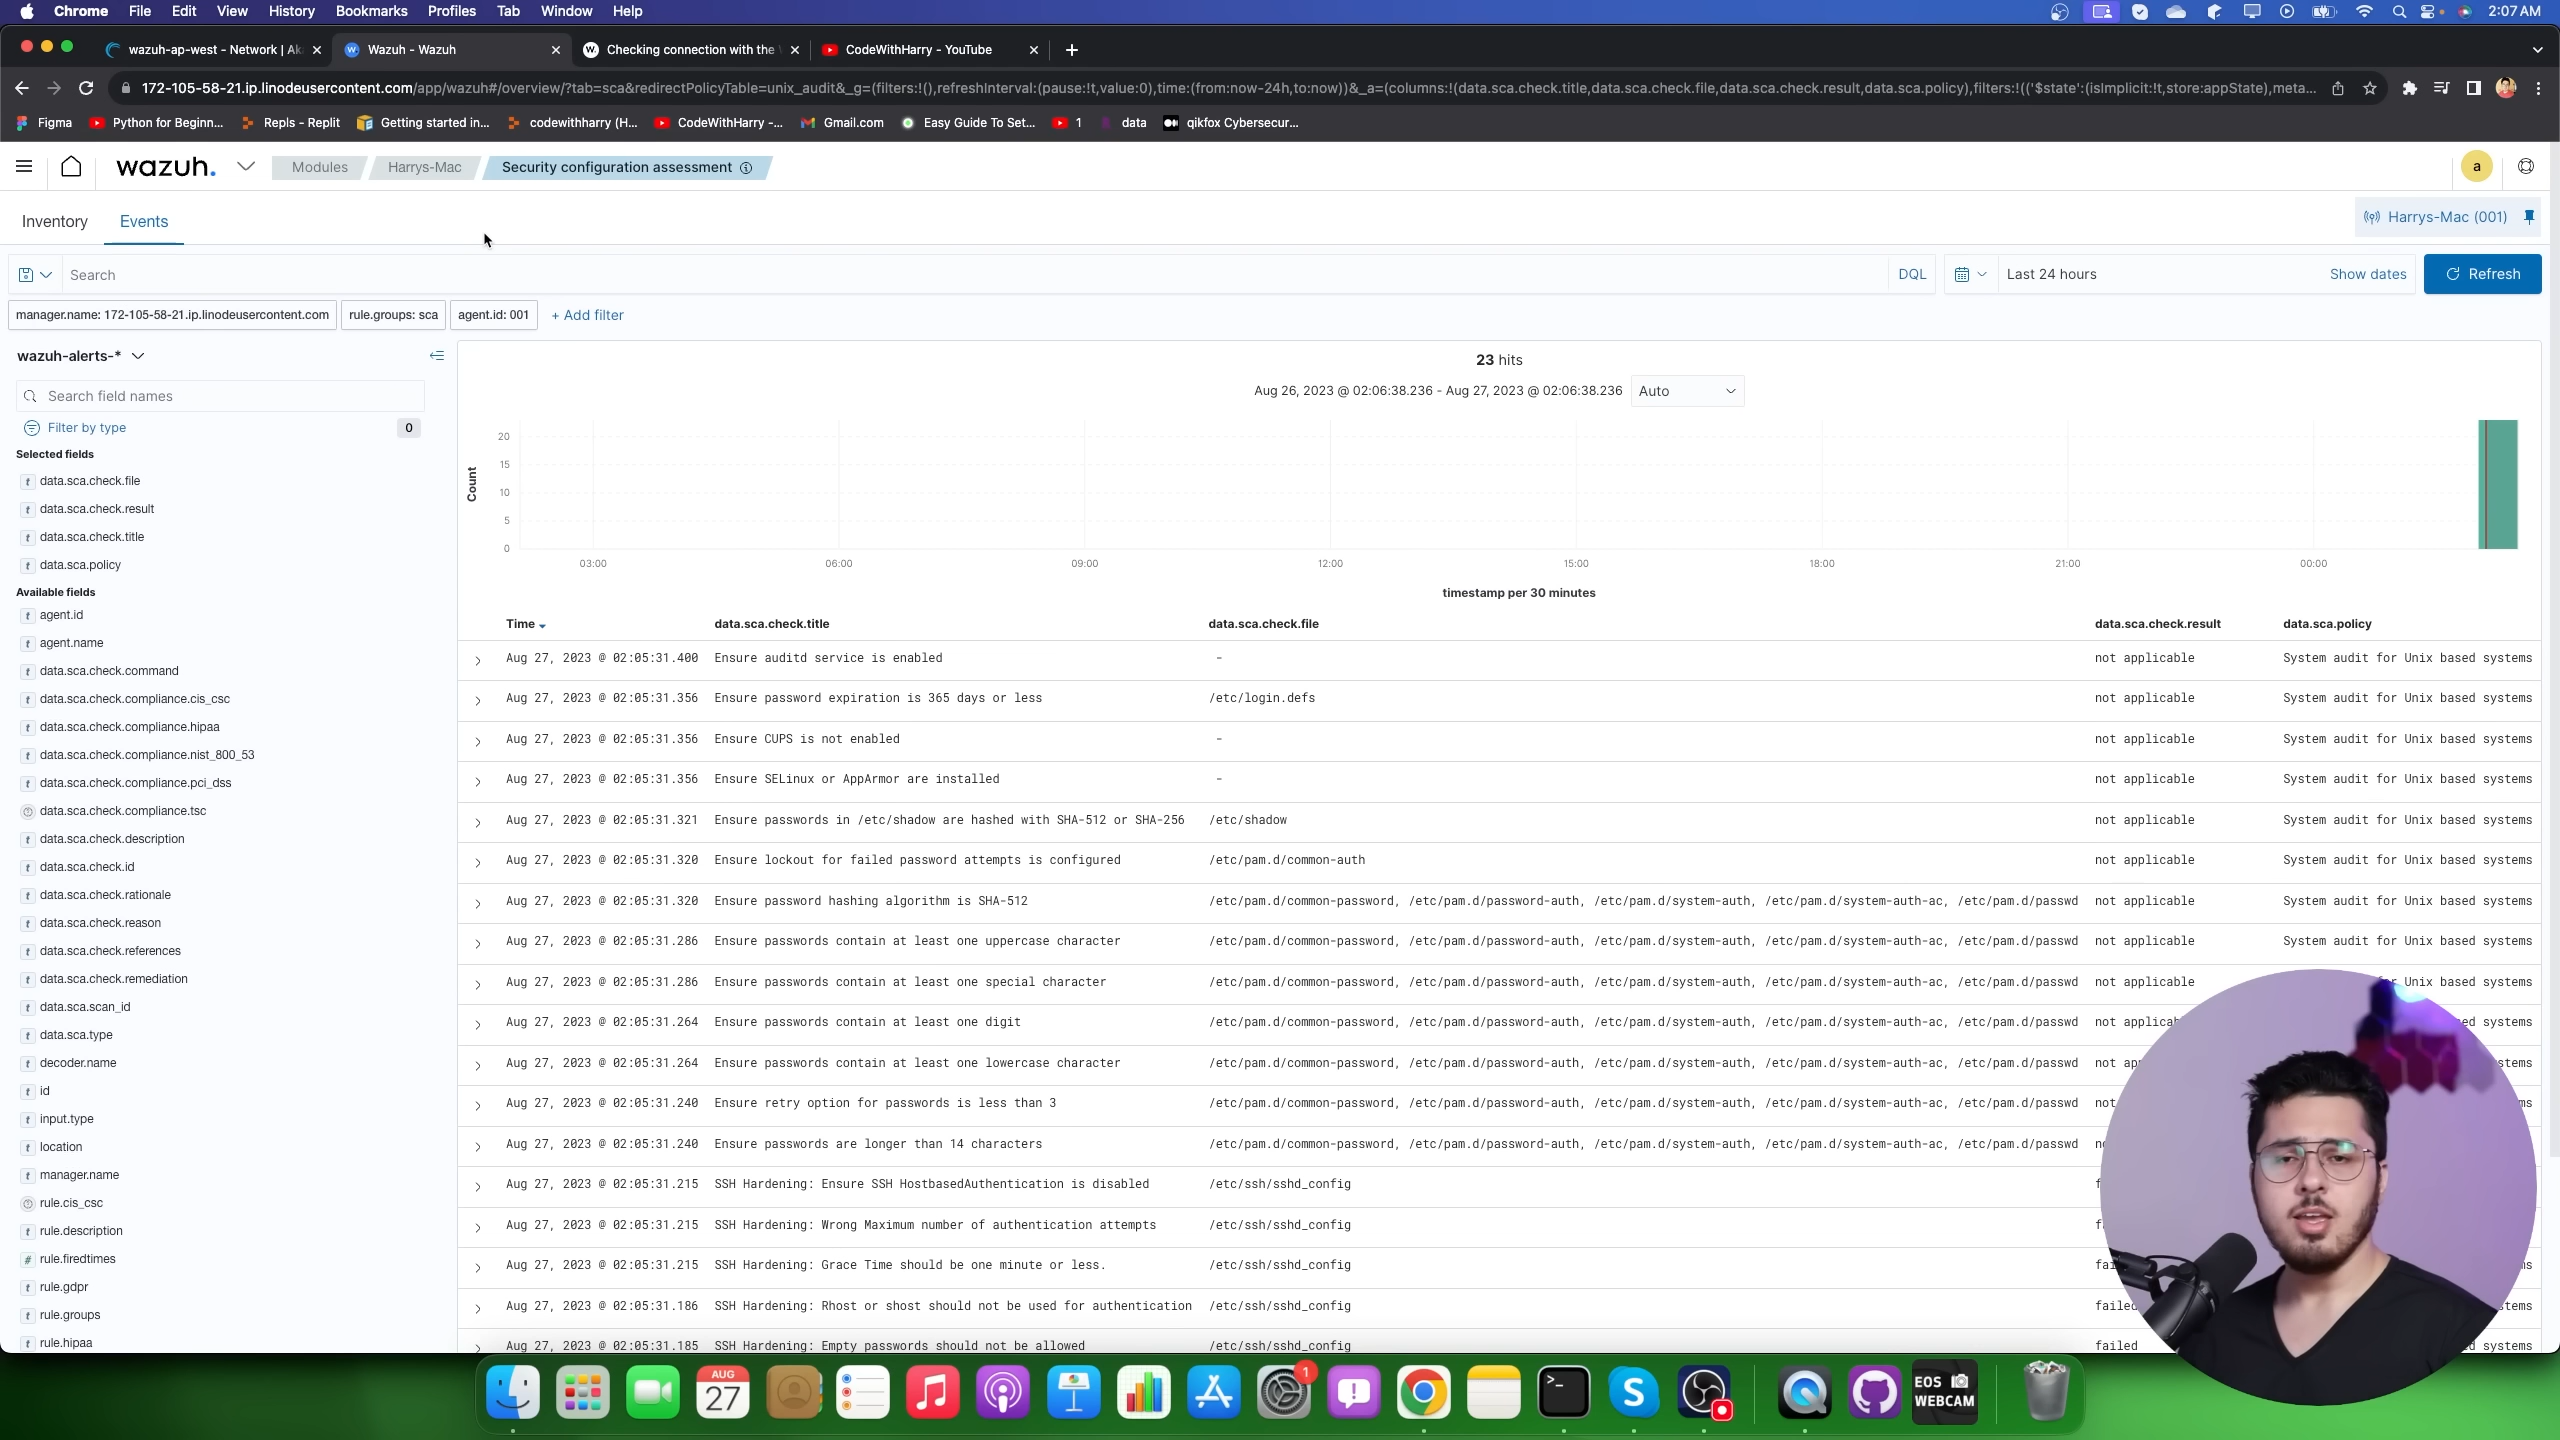 Chrome File Edit View History Bookmarks Profiles Tab Window Help 2:07 AM
wazuh-ap-west - Network | Ak Wazuh - Wazuh Checking connection with the CodeWithHarry - YouTube
172-105-58-21.ip.linodeusercontent.com/app/wazuh#/overview/?tab=sca&redirectPolicyTable=unix_audit&_g=(filters:!(),refreshInterval:(pause:!t,value:0),time:(from:now-24h,to:now))&_a=(columns:!(data.sca.check.title,data.sca.check.file,data.sca.check.result,data.sca.policy),filters:!(('$state':(isImplicit:!t,store:appState),meta...
Figma Python for Beginn... Repls - Replit Getting started in... codewithharry (H... CodeWithHarry -... Gmail.com Easy Guide To Set... 1 data qikfox Cybersecur...
wazuh. Modules Harrys-Mac Security configuration assessment a
Inventory Events Harrys-Mac (001)
Search DQL Last 24 hours Show dates Refresh
manager.name: 172-105-58-21.ip.linodeusercontent.com rule.groups: sca agent.id: 001 + Add filter
wazuh-alerts-*
Search field names
Filter by type 0
Selected fields
t data.sca.check.file
t data.sca.check.result
t data.sca.check.title
t data.sca.policy
Available fields
t agent.id
t agent.name
t data.sca.check.command
t data.sca.check.compliance.cis_csc
t data.sca.check.compliance.hipaa
t data.sca.check.compliance.nist_800_53
t data.sca.check.compliance.pci_dss
data.sca.check.compliance.tsc
t data.sca.check.description
t data.sca.check.id
t data.sca.check.rationale
t data.sca.check.reason
t data.sca.check.references
t data.sca.check.remediation
t data.sca.scan_id
t data.sca.type
t decoder.name
t id
t input.type
t location
t manager.name
rule.cis_csc
t rule.description
# rule.firedtimes
t rule.gdpr
t rule.groups
t rule.hipaa
23 hits
Aug 26, 2023 @ 02:06:38.236 - Aug 27, 2023 @ 02:06:38.236 Auto
Count
20
15
10
5
0
03:00 06:00 09:00 12:00 15:00 18:00 21:00 00:00
timestamp per 30 minutes
Time data.sca.check.title data.sca.check.file data.sca.check.result data.sca.policy
Aug 27, 2023 @ 02:05:31.400 Ensure auditd service is enabled - not applicable System audit for Unix based systems
Aug 27, 2023 @ 02:05:31.356 Ensure password expiration is 365 days or less /etc/login.defs not applicable System audit for Unix based systems
Aug 27, 2023 @ 02:05:31.356 Ensure CUPS is not enabled - not applicable System audit for Unix based systems
Aug 27, 2023 @ 02:05:31.356 Ensure SELinux or AppArmor are installed - not applicable System audit for Unix based systems
Aug 27, 2023 @ 02:05:31.321 Ensure passwords in /etc/shadow are hashed with SHA-512 or SHA-256 /etc/shadow not applicable System audit for Unix based systems
Aug 27, 2023 @ 02:05:31.320 Ensure lockout for failed password attempts is configured /etc/pam.d/common-auth not applicable System audit for Unix based systems
Aug 27, 2023 @ 02:05:31.320 Ensure password hashing algorithm is SHA-512 /etc/pam.d/common-password, /etc/pam.d/password-auth, /etc/pam.d/system-auth, /etc/pam.d/system-auth-ac, /etc/pam.d/passwd not applicable System audit for Unix based systems
Aug 27, 2023 @ 02:05:31.286 Ensure passwords contain at least one uppercase character /etc/pam.d/common-password, /etc/pam.d/password-auth, /etc/pam.d/system-auth, /etc/pam.d/system-auth-ac, /etc/pam.d/passwd not applicable System audit for Unix based systems
Aug 27, 2023 @ 02:05:31.286 Ensure passwords contain at least one special character /etc/pam.d/common-password, /etc/pam.d/password-auth, /etc/pam.d/system-auth, /etc/pam.d/system-auth-ac, /etc/pam.d/passwd not applicable Unix based systems
Aug 27, 2023 @ 02:05:31.264 Ensure passwords contain at least one digit /etc/pam.d/common-password, /etc/pam.d/password-auth, /etc/pam.d/system-auth, /etc/pam.d/system-auth-ac, /etc/pam.d/passwd not systems
Aug 27, 2023 @ 02:05:31.264 Ensure passwords contain at least one lowercase character /etc/pam.d/common-password, /etc/pam.d/password-auth, /etc/pam.d/system-auth, /etc/pam.d/system-auth-ac, /etc/pam.d/passwd not
Aug 27, 2023 @ 02:05:31.240 Ensure retry option for passwords is less than 3 /etc/pam.d/common-password, /etc/pam.d/password-auth, /etc/pam.d/system-auth, /etc/pam.d/system-auth-ac, /etc/pam.d/passwd not
Aug 27, 2023 @ 02:05:31.240 Ensure passwords are longer than 14 characters /etc/pam.d/common-password, /etc/pam.d/password-auth, /etc/pam.d/system-auth, /etc/pam.d/system-auth-ac, /etc/pam.d/passwd
Aug 27, 2023 @ 02:05:31.215 SSH Hardening: Ensure SSH HostbasedAuthentication is disabled /etc/ssh/sshd_config
Aug 27, 2023 @ 02:05:31.215 SSH Hardening: Wrong Maximum number of authentication attempts /etc/ssh/sshd_config
Aug 27, 2023 @ 02:05:31.215 SSH Hardening: Grace Time should be one minute or less. /etc/ssh/sshd_config
Aug 27, 2023 @ 02:05:31.186 SSH Hardening: Rhost or shost should not be used for authentication /etc/ssh/sshd_config failed
Aug 27, 2023 @ 02:05:31.185 SSH Hardening: Empty passwords should not be allowed /etc/ssh/sshd_config failed systems
AUG
27
1
EOS
WEBCAM